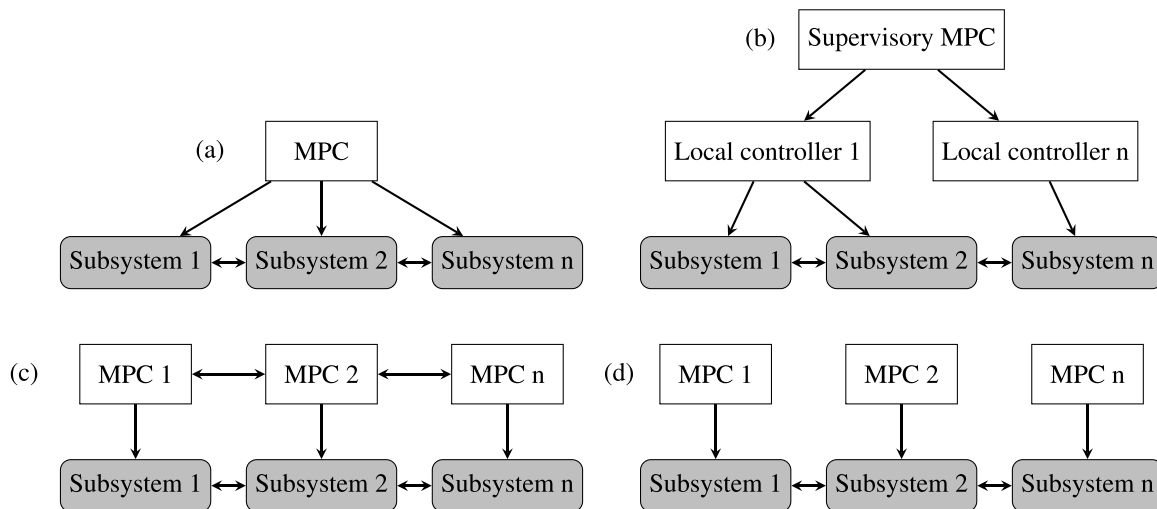 (a)
MPC
Subsystem 1
Subsystem 2
Subsystem n
(b)
Supervisory MPC
Local controller 1
Local controller n
Subsystem 1
Subsystem 2
Subsystem n
(c)
MPC 1
MPC 2
MPC n
Subsystem 1
Subsystem 2
Subsystem n
(d)
MPC 1
MPC 2
MPC n
Subsystem 1
Subsystem 2
Subsystem n